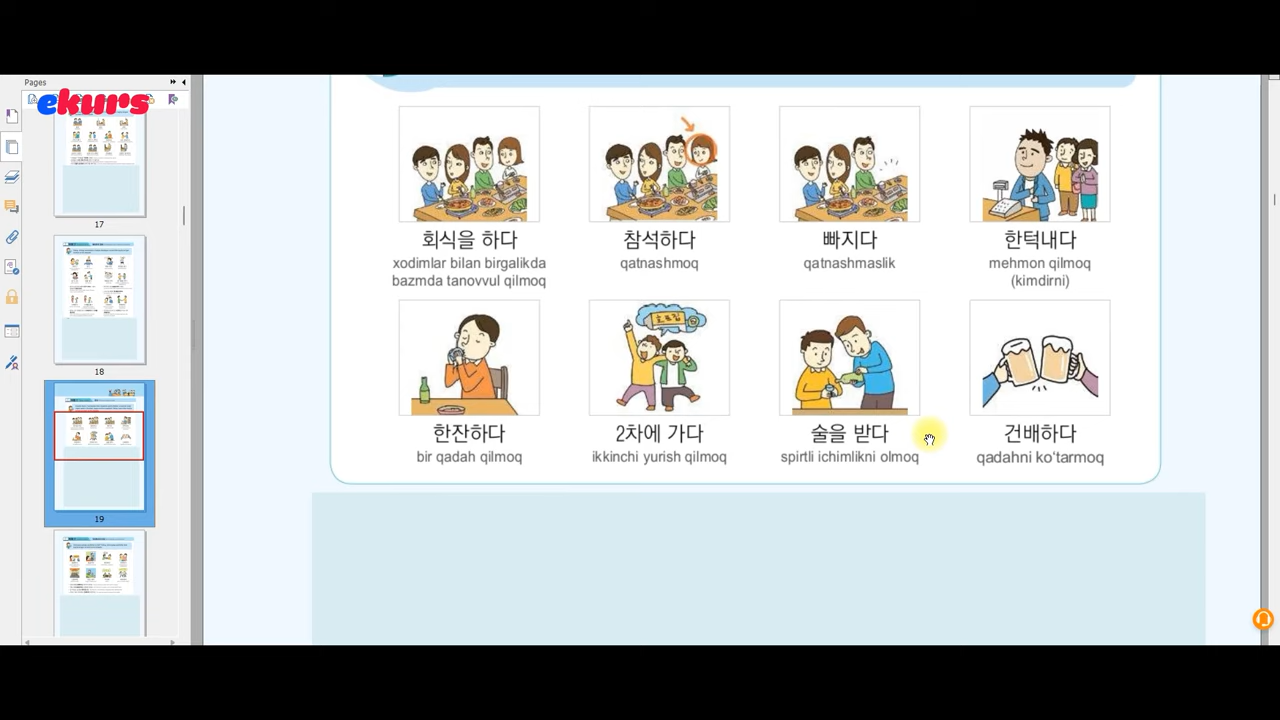 Pages
ekurs
17
18
19
회식을 하다
xodimlar bilan birgalikda
bazmda tanovvul qilmoq
참석하다
qatnashmoq
빠지다
qatnashmaslik
한턱내다
mehmon qilmoq
(kimdirni)
호프집
한잔하다
bir qadah qilmoq
2차에 가다
ikkinchi yurish qilmoq
술을 받다
spirtli ichimlikni olmoq
건배하다
qadahni ko‘tarmoq